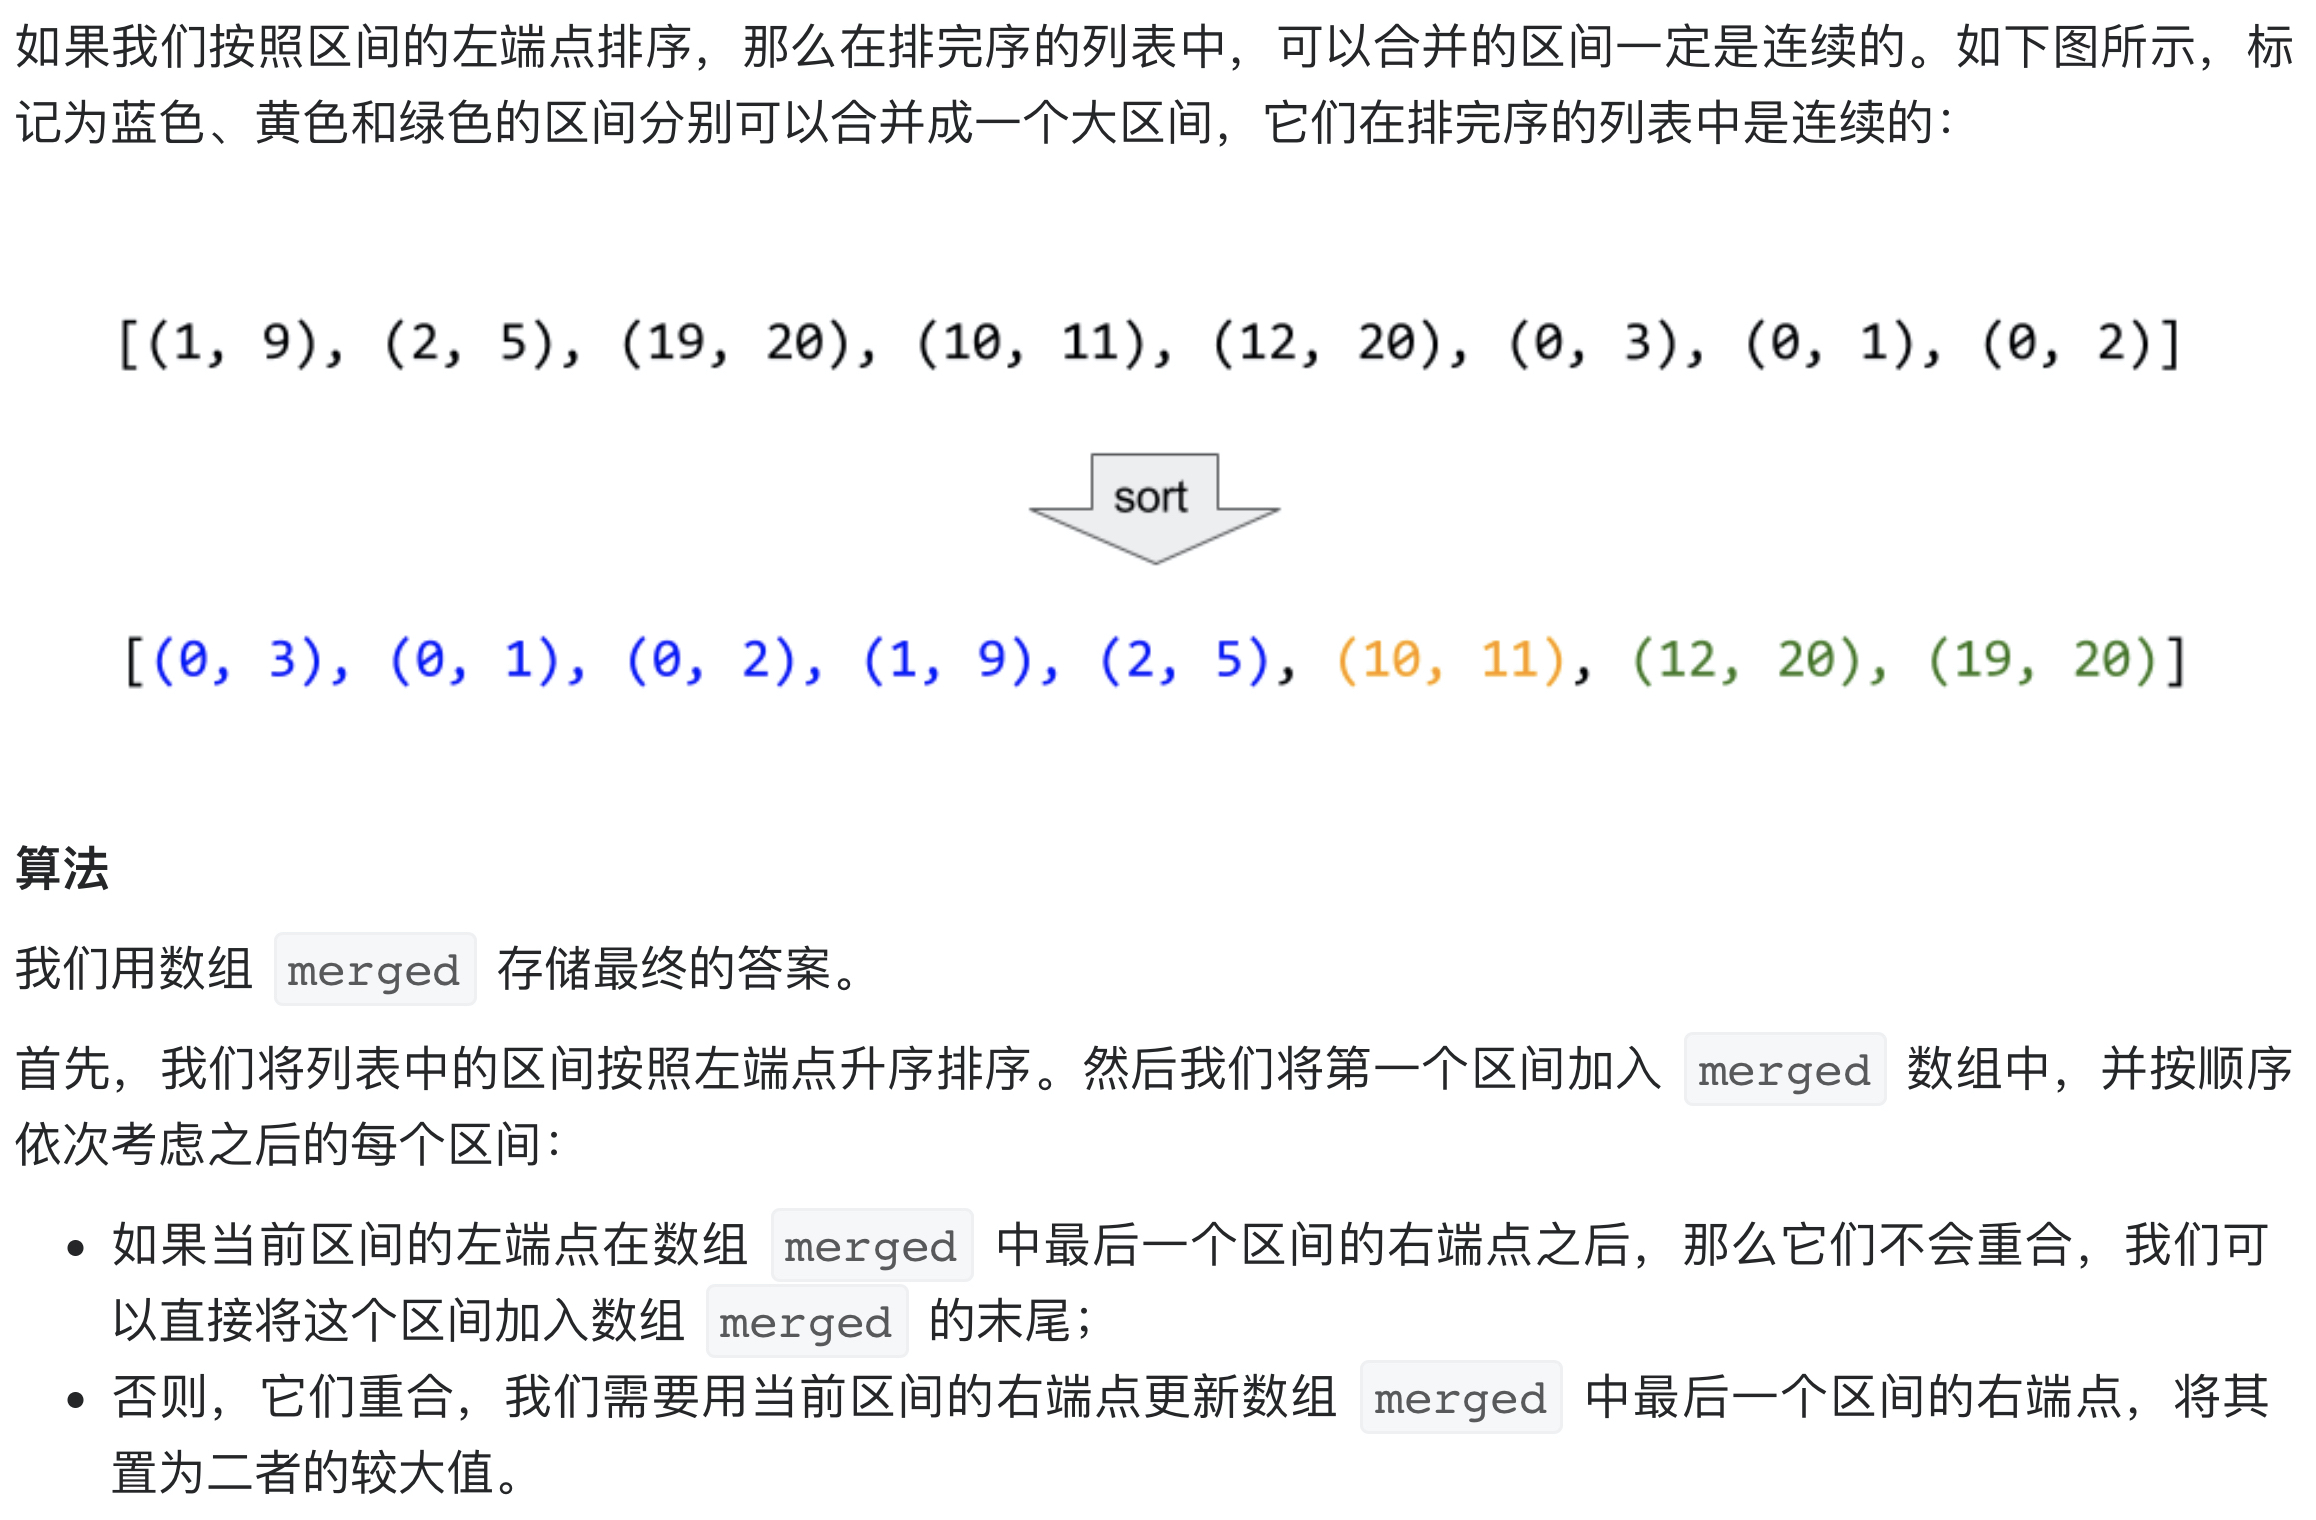 如果我们按照区间的左端点排序，那么在排完序的列表中，可以合并的区间一定是连续的。如下图所示，标
记为蓝色、黄色和绿色的区间分别可以合并成一个大区间，它们在排完序的列表中是连续的：
[(1, 9), (2, 5), (19, 20), (10, 11), (12, 20), (0, 3), (0, 1), (0, 2)]
sort
[(0, 3), (0, 1), (0, 2), (1, 9), (2, 5), (10, 11), (12, 20), (19, 20)]
算法
我们用数组 merged 存储最终的答案。
首先，我们将列表中的区间按照左端点升序排序。然后我们将第一个区间加入 merged 数组中，并按顺序
依次考虑之后的每个区间：
• 如果当前区间的左端点在数组 merged 中最后一个区间的右端点之后，那么它们不会重合，我们可
以直接将这个区间加入数组 merged 的末尾；
• 否则，它们重合，我们需要用当前区间的右端点更新数组 merged 中最后一个区间的右端点，将其
置为二者的较大值。